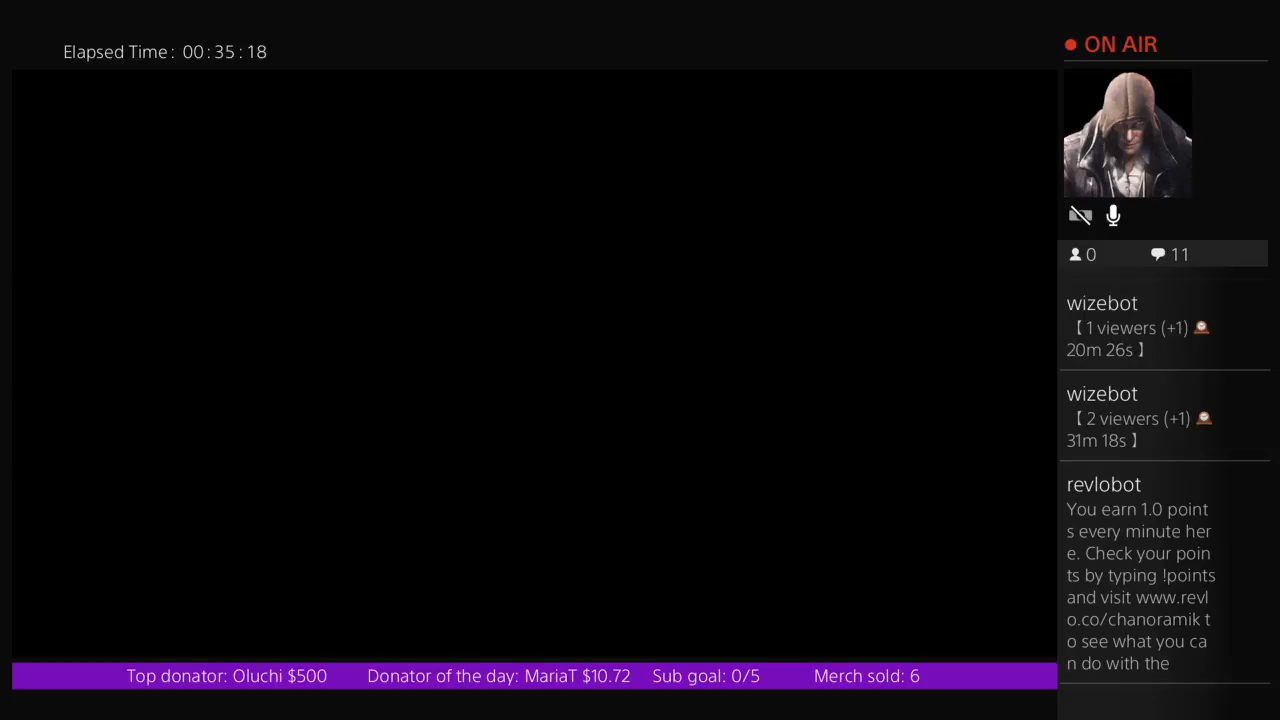 Elapsed Time: 00:35:18
ON AIR
0 11
wizebot
【1 viewers (+1) 🕰
20m 26s】
wizebot
【2 viewers (+1) 🕰
31m 18s】
revlobot
You earn 1.0 point
s every minute her
e. Check your poin
ts by typing !points
and visit www.revl
o.co/chanoramik t
o see what you ca
n do with the
Top donator: Oluchi $500 Donator of the day: MariaT $10.72 Sub goal: 0/5 Merch sold: 6